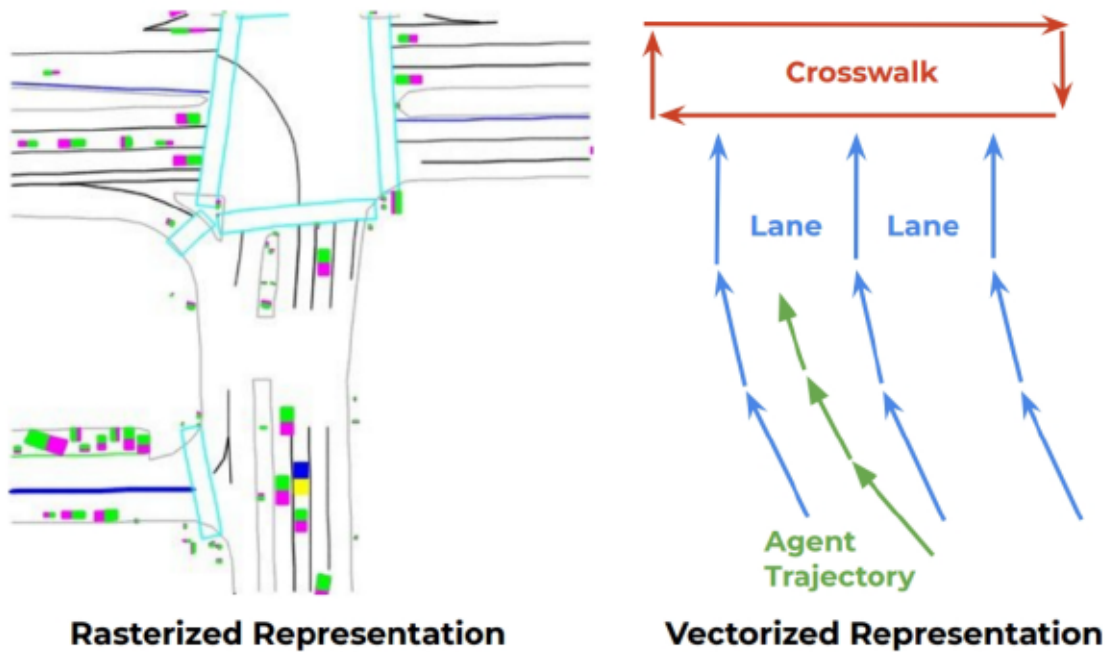 Crosswalk
Lane
Lane
Agent
Trajectory
Rasterized Representation
Vectorized Representation